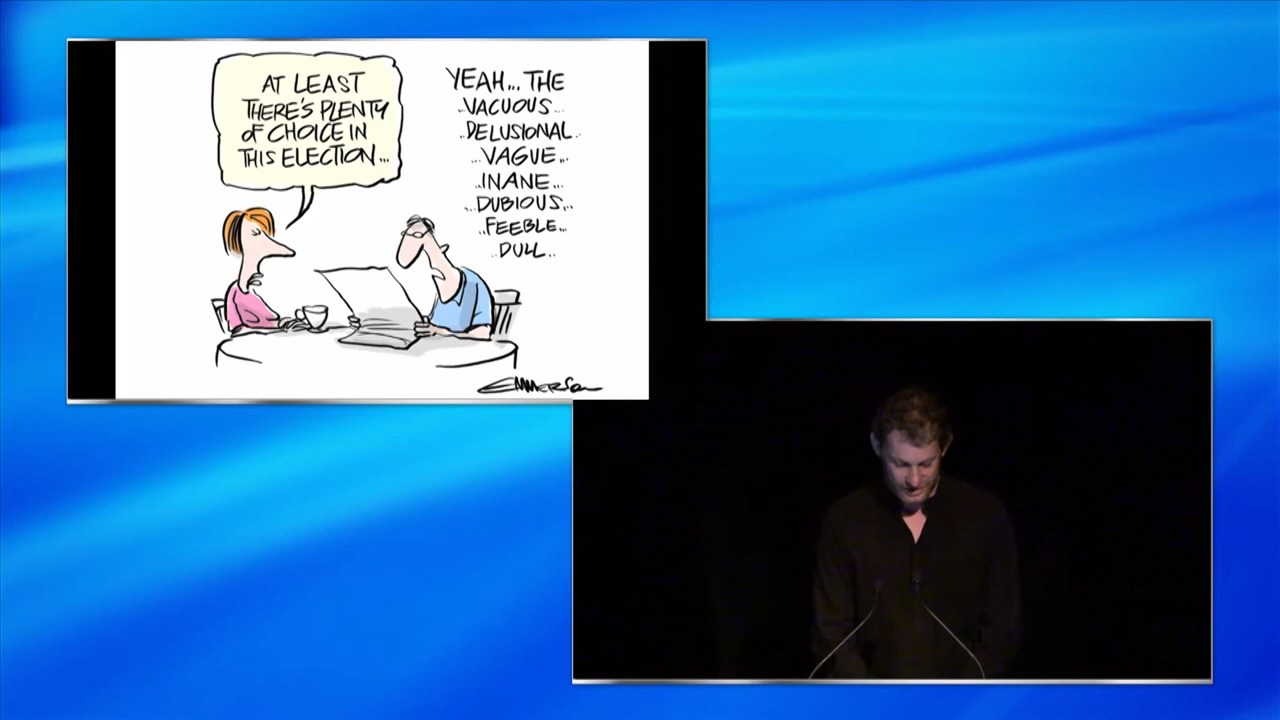 AT LEAST
THERE'S PLENTY
OF CHOICE IN
THIS ELECTION...
YEAH... THE
..VACUOUS...
..DELUSIONAL..
...VAGUE...
...INANE...
...DUBIOUS...
...FEEBLE...
...DULL...
EMMERSON